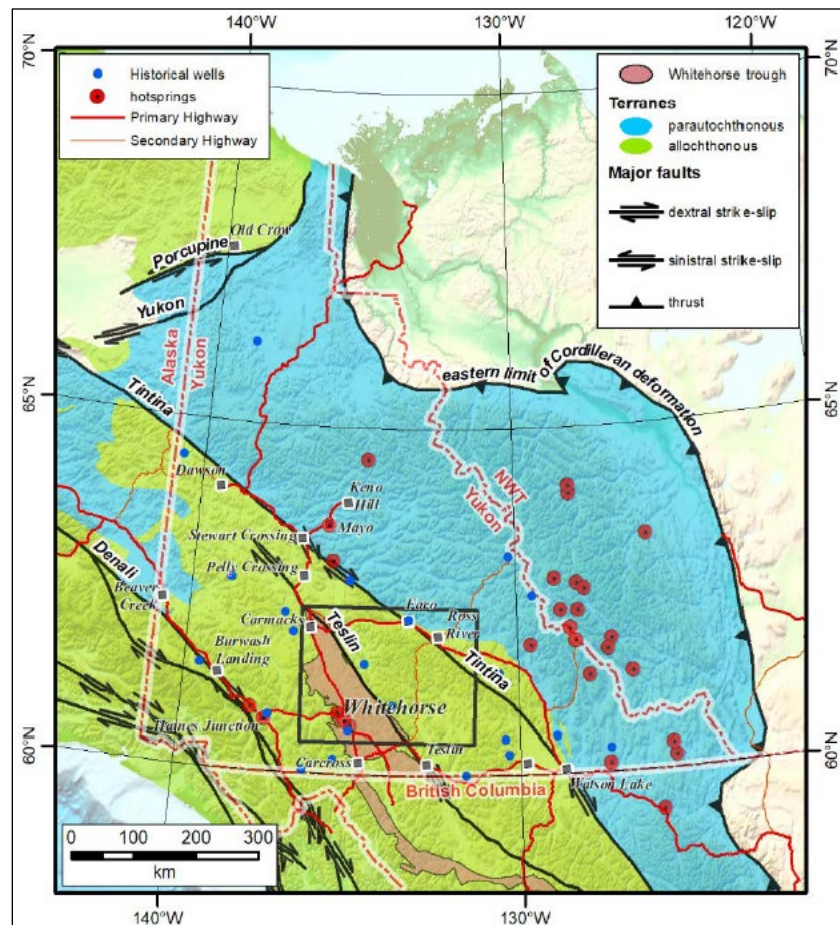 140°W
130°W
120°W
70°N
70°N
Historical wells
hotsprings
Primary Highway
Secondary Highway
Whitehorse trough
Terranes
parautochthonous
allochthonous
Major faults
dextral strike-slip
sinistral strike-slip
thrust
Old Crow
Porcupine
Yukon
Alaska
Yukon
eastern limit of Cordilleran deformation
65°N
65°N
Tintina
Dawson
Keno
Hill
NWT
Yukon
Mayo
Stewart Crossing
Denali
Pelly Crossing
Beaver
Creek
Carmacks
Teslin
Faro
Ross
River
Burwash
Landing
Tintina
Whitehorse
Haines Junction
60°N
60°N
Carcross
Teslin
Watson Lake
British Columbia
0
100
200
300
km
140°W
130°W